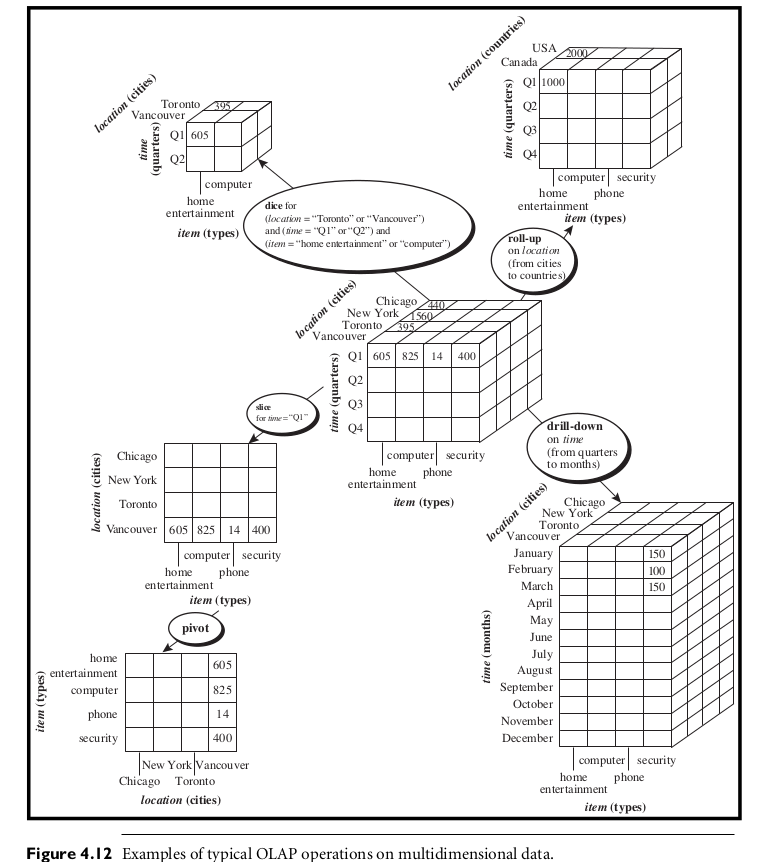 location (countries)
USA
2000
Canada
time (quarters)
Q1 1000
Q2
Q3
Q4
computer security
home phone
entertainment
item (types)
location (cities)
Toronto 395
Vancouver
time
(quarters)
Q1 605
Q2
computer
home
entertainment
item (types)
dice for
(location = “Toronto” or “Vancouver”)
and (time = “Q1” or “Q2”) and
(item = “home entertainment” or “computer”)
roll-up
on location
(from cities
to countries)
location (cities)
Chicago 440
New York 1560
Toronto 395
Vancouver
time (quarters)
Q1 605 825 14 400
Q2
Q3
Q4
computer security
home phone
entertainment
item (types)
slice
for time = “Q1”
location (cities)
Chicago
New York
Toronto
Vancouver 605 825 14 400
computer security
home phone
entertainment
item (types)
drill-down
on time
(from quarters
to months)
location (cities)
Chicago
New York
Toronto
Vancouver
time (months)
January 150
February 100
March 150
April
May
June
July
August
September
October
November
December
computer security
home phone
entertainment
item (types)
pivot
item (types)
home 605
entertainment
computer 825
phone 14
security 400
New York Vancouver
Chicago Toronto
location (cities)
Figure 4.12 Examples of typical OLAP operations on multidimensional data.